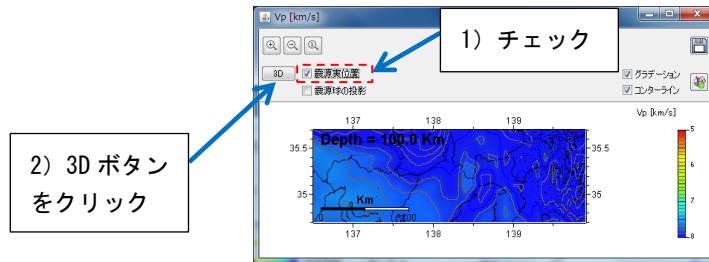 Vp [km/s]
1) チェック
3D
震源実位置
震源球の投影
グラデーション
コンターライン
Vp [km/s]
137 138 139
Depth = 100.0 Km
35.5 35.5
35 35
Km
0 100
137 138 139
5
6
7
8
2) 3D ボタン
をクリック